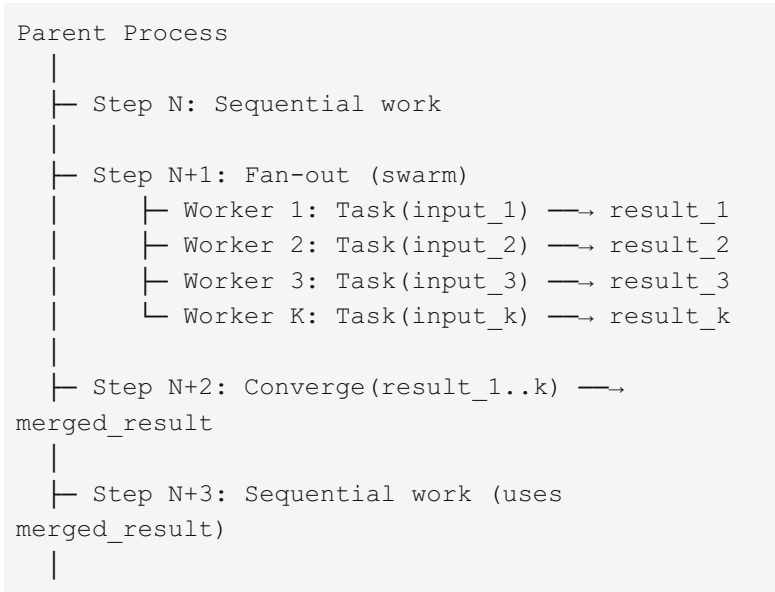 Parent Process
│
├─ Step N: Sequential work
│
├─ Step N+1: Fan-out (swarm)
│     ├─ Worker 1: Task(input_1) ──→ result_1
│     ├─ Worker 2: Task(input_2) ──→ result_2
│     ├─ Worker 3: Task(input_3) ──→ result_3
│     └─ Worker K: Task(input_k) ──→ result_k
│
├─ Step N+2: Converge(result_1..k) ──→
merged_result
│
├─ Step N+3: Sequential work (uses
merged_result)
│